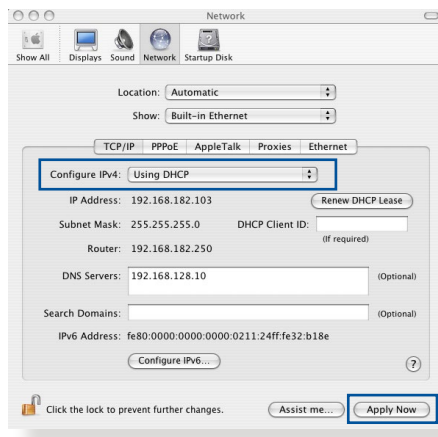 Network
Show All Displays Sound Network Startup Disk
Location: Automatic
Show: Built-in Ethernet
TCP/IP PPPoE AppleTalk Proxies Ethernet
Configure IPv4: Using DHCP
IP Address: 192.168.182.103 Renew DHCP Lease
Subnet Mask: 255.255.255.0 DHCP Client ID:
(If required)
Router: 192.168.182.250
DNS Servers: 192.168.128.10 (Optional)
Search Domains: (Optional)
IPv6 Address: fe80:0000:0000:0000:0211:24ff:fe32:b18e
Configure IPv6... ?
Click the lock to prevent further changes. Assist me... Apply Now